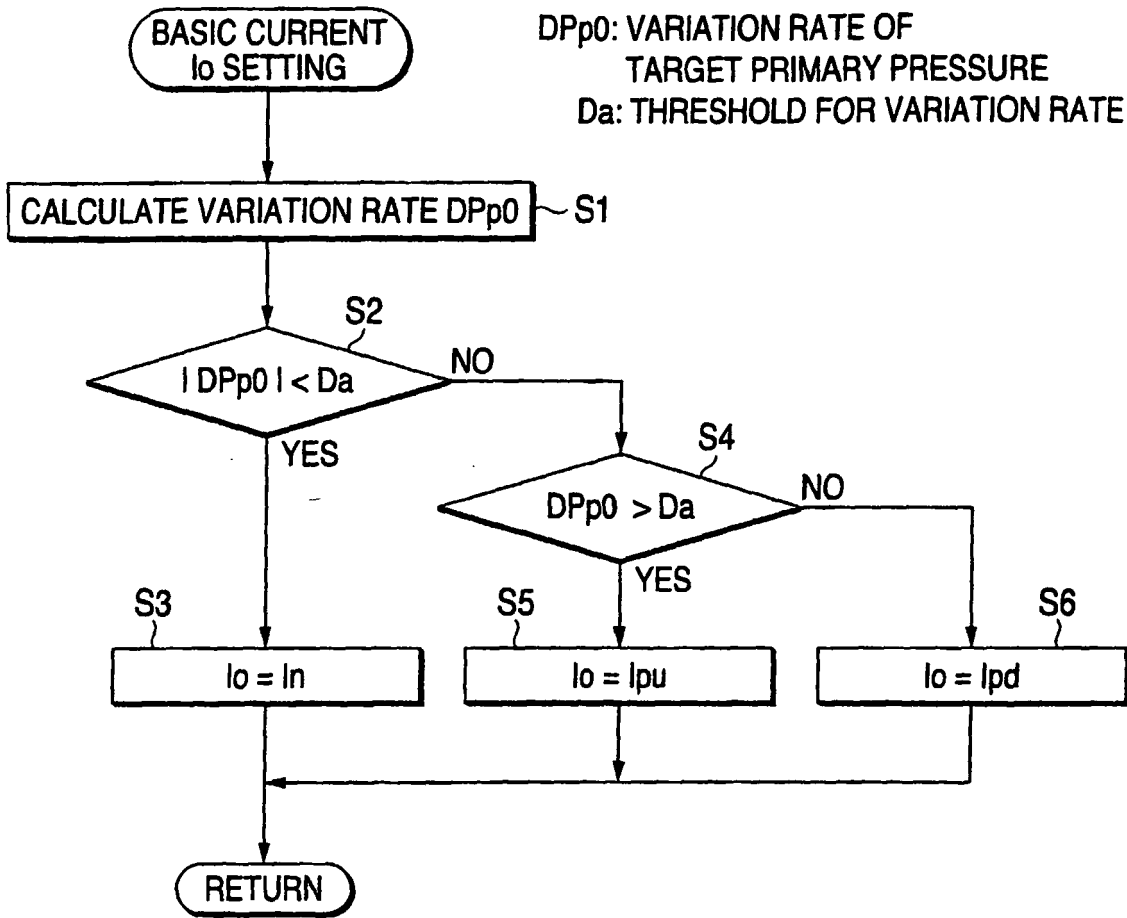 BASIC CURRENT
Io SETTING
DPp0: VARIATION RATE OF
TARGET PRIMARY PRESSURE
Da: THRESHOLD FOR VARIATION RATE
CALCULATE VARIATION RATE DPp0
S1
S2
| DPp0 | < Da
NO
YES
S4
DPp0 > Da
NO
YES
S3
Io = In
S5
Io = Ipu
S6
Io = Ipd
RETURN